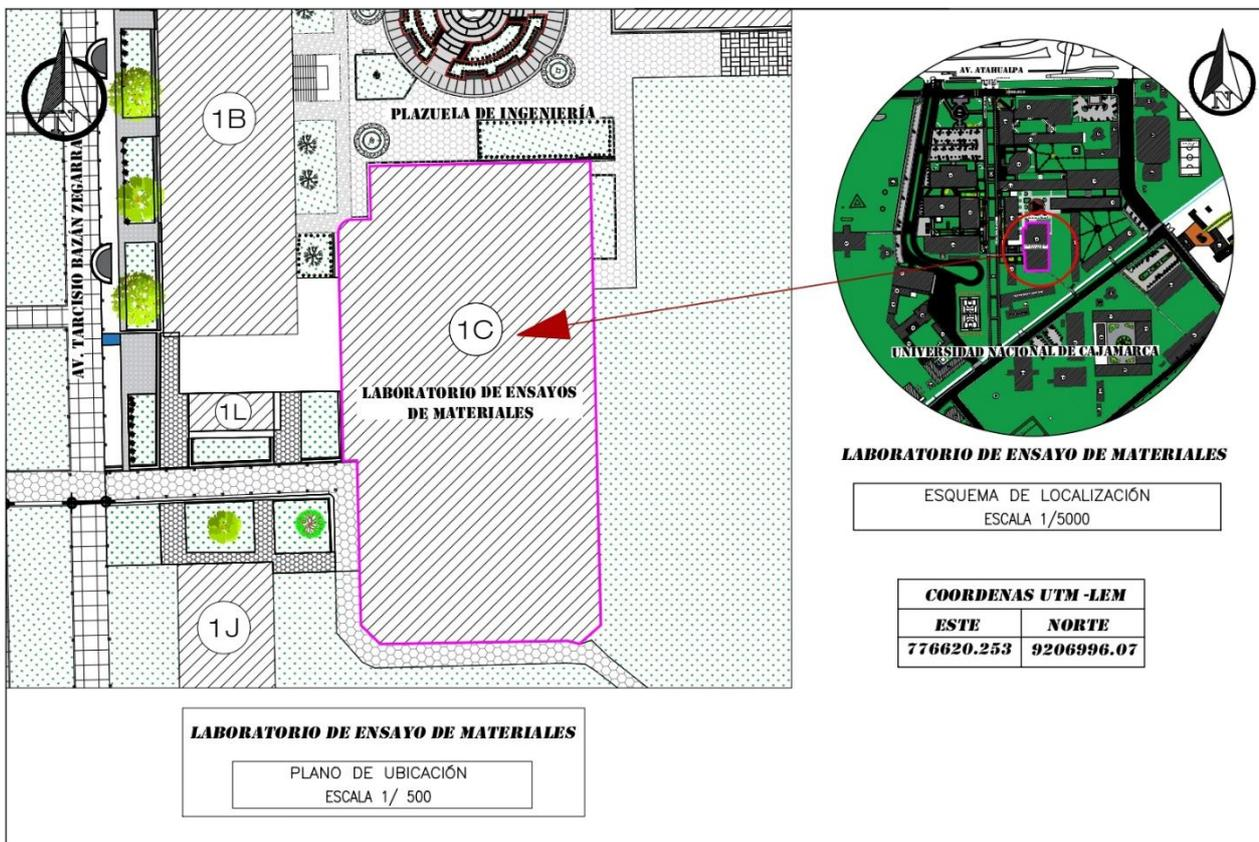 N
1B
PLAZUELA DE INGENIERÍA
AV. TARCISIO BAZÁN ZEGARRA
1C
LABORATORIO DE ENSAYOS
DE MATERIALES
1L
1J
LABORATORIO DE ENSAYO DE MATERIALES
PLANO DE UBICACIÓN
ESCALA 1/ 500
N
AV. ATAHUALPA
UNIVERSIDAD NACIONAL DE CAJAMARCA
LABORATORIO DE ENSAYO DE MATERIALES
ESQUEMA DE LOCALIZACIÓN
ESCALA 1/5000
COORDENAS UTM -LEM
ESTE NORTE
776620.253 9206996.07